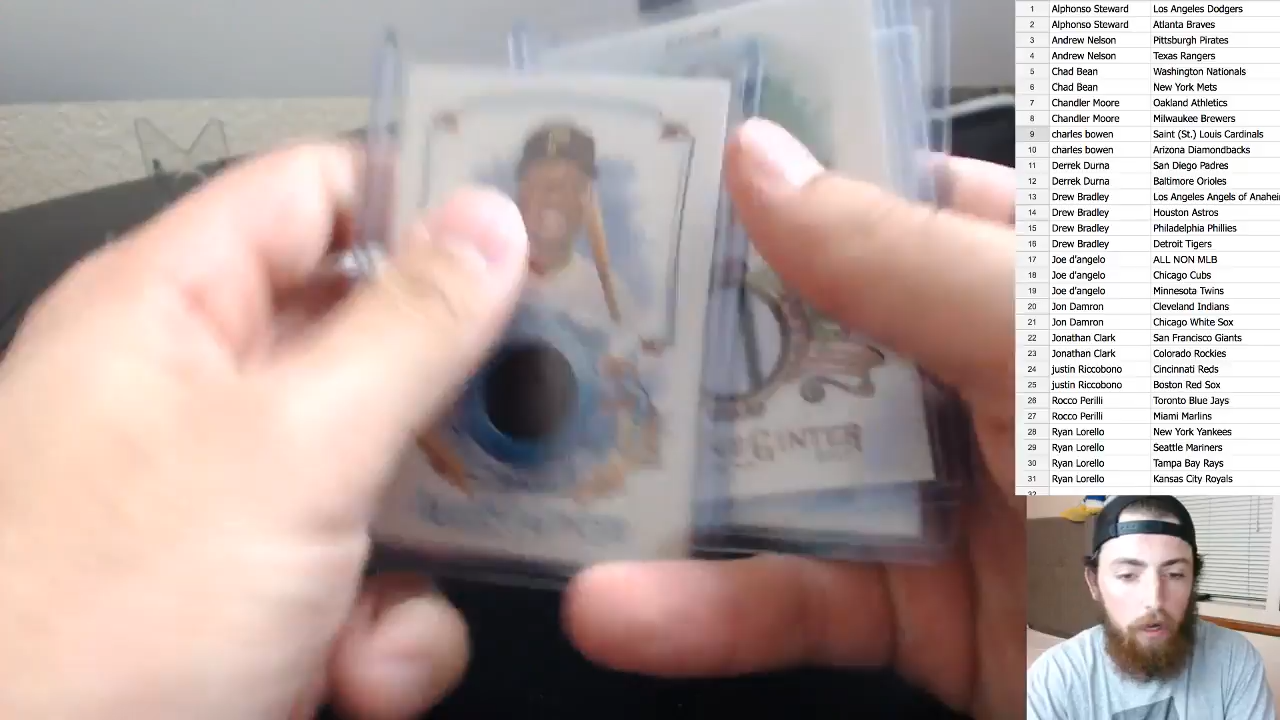 1 Alphonso Steward Los Angeles Dodgers
2 Alphonso Steward Atlanta Braves
3 Andrew Nelson Pittsburgh Pirates
4 Andrew Nelson Texas Rangers
5 Chad Bean Washington Nationals
6 Chad Bean New York Mets
7 Chandler Moore Oakland Athletics
8 Chandler Moore Milwaukee Brewers
9 charles bowen Saint (St.) Louis Cardinals
10 charles bowen Arizona Diamondbacks
11 Derrek Durna San Diego Padres
12 Derrek Durna Baltimore Orioles
13 Drew Bradley Los Angeles Angels of Anahei
14 Drew Bradley Houston Astros
15 Drew Bradley Philadelphia Phillies
16 Drew Bradley Detroit Tigers
17 Joe d'angelo ALL NON MLB
18 Joe d'angelo Chicago Cubs
19 Joe d'angelo Minnesota Twins
20 Jon Damron Cleveland Indians
21 Jon Damron Chicago White Sox
22 Jonathan Clark San Francisco Giants
23 Jonathan Clark Colorado Rockies
24 justin Riccobono Cincinnati Reds
25 justin Riccobono Boston Red Sox
26 Rocco Perilli Toronto Blue Jays
27 Rocco Perilli Miami Marlins
28 Ryan Lorello New York Yankees
29 Ryan Lorello Seattle Mariners
30 Ryan Lorello Tampa Bay Rays
31 Ryan Lorello Kansas City Royals
GINTER